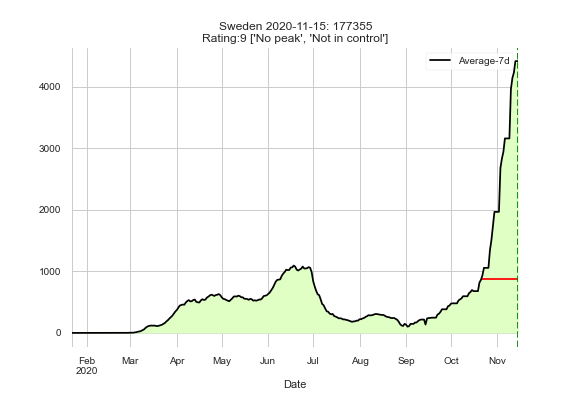 Sweden 2020-11-15: 177355
Rating:9 ['No peak', 'Not in control']
Average-7d
4000
3000
2000
1000
0
Feb Mar Apr May Jun Jul Aug Sep Oct Nov
2020
Date